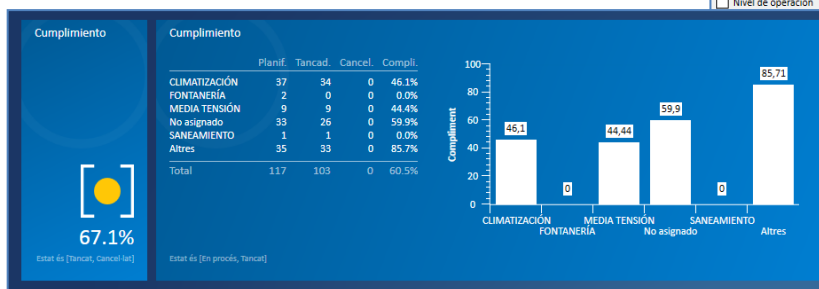 Nivel de operación
Cumplimiento
67.1%
Estat és [Tancat, Cancel·lat]
Cumplimiento
Planif. Tancad. Cancel. Compli.
CLIMATIZACIÓN 37 34 0 46.1%
FONTANERÍA 2 0 0 0.0%
MEDIA TENSIÓN 9 9 0 44.4%
No asignado 33 26 0 59.9%
SANEAMIENTO 1 1 0 0.0%
Altres 35 33 0 85.7%
Total 117 103 0 60.5%
Estat és [En procés, Tancat]
Compliment
100
80
60
40
20
0
46,1
0
44,44
59,9
0
85,71
CLIMATIZACIÓN MEDIA TENSIÓN SANEAMIENTO
FONTANERÍA No asignado Altres